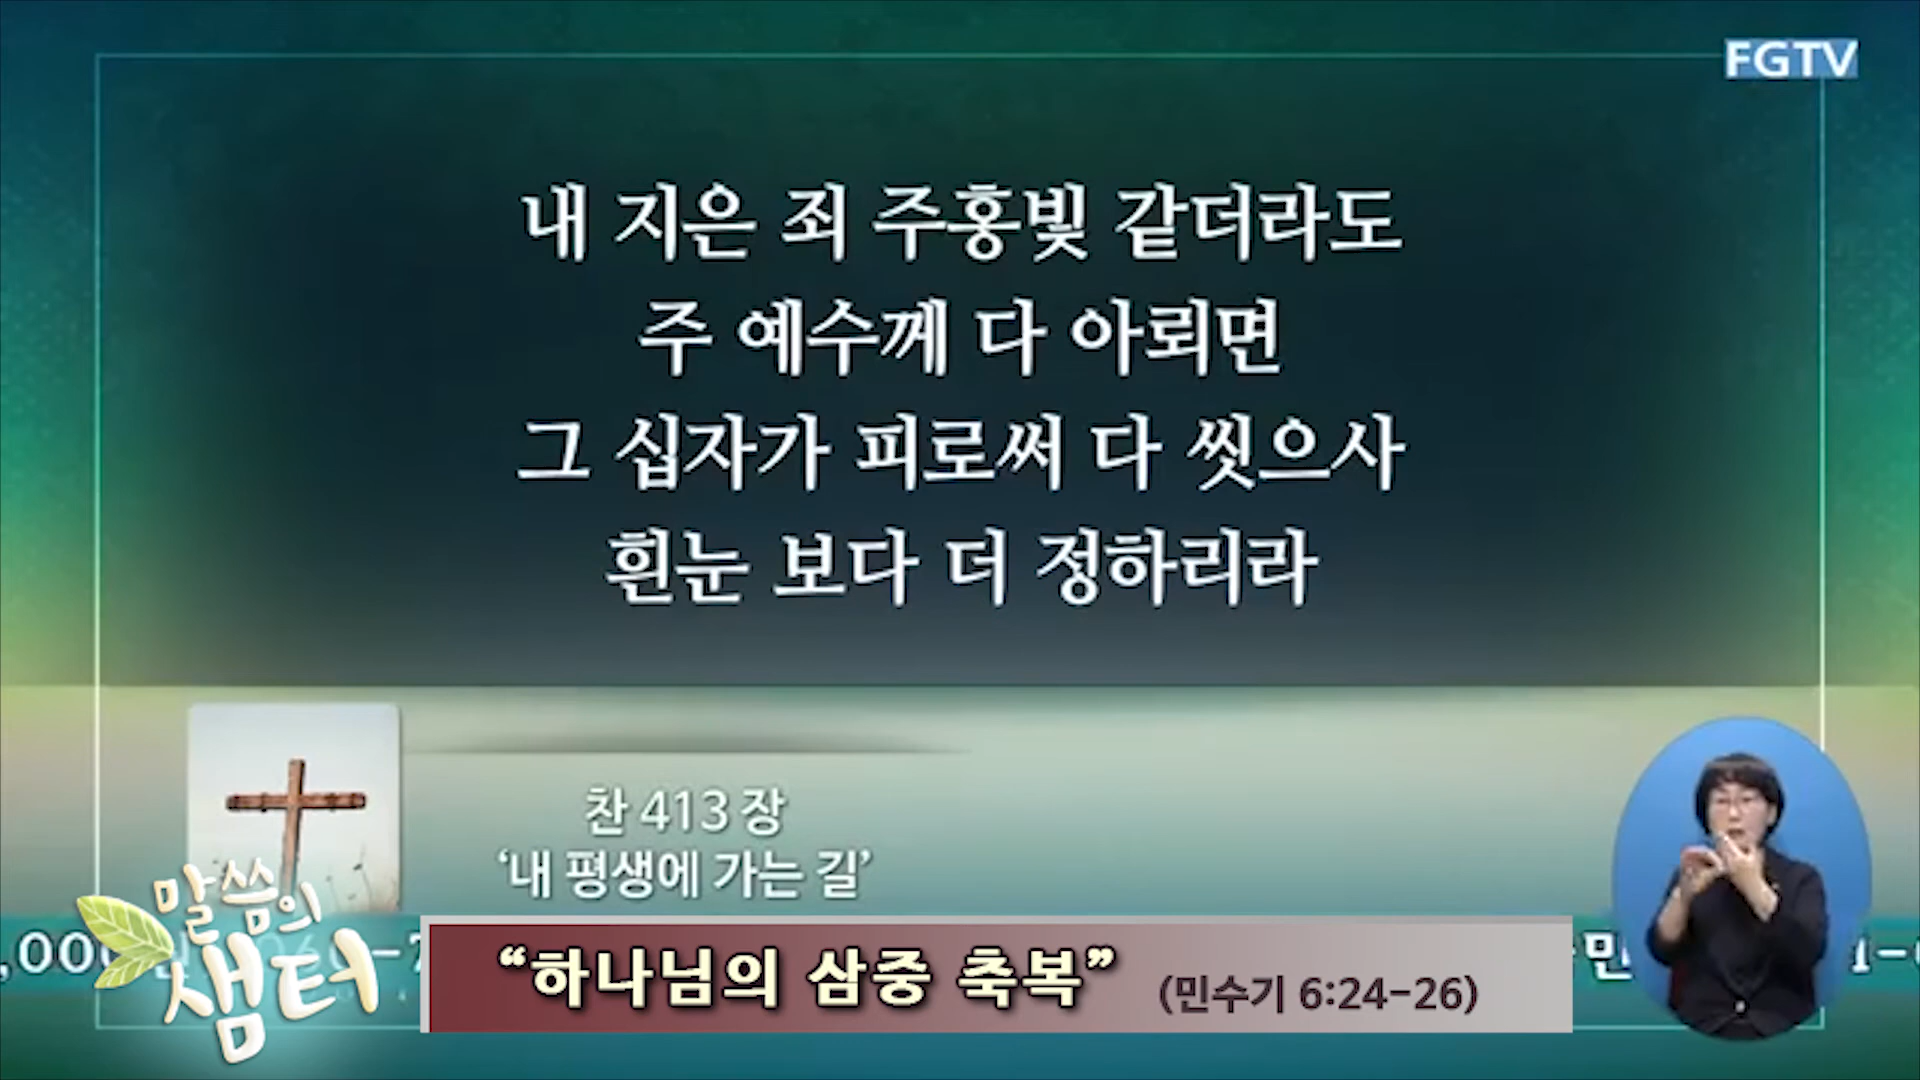 FGTV
내 지은 죄 주홍빛 같더라도
주 예수께 다 아뢰면
그 십자가 피로써 다 씻으사
흰눈 보다 더 정하리라
찬 413 장
‘내 평생에 가는 길’
말씀의
샘터
“하나님의 삼중 축복” (민수기 6:24-26)